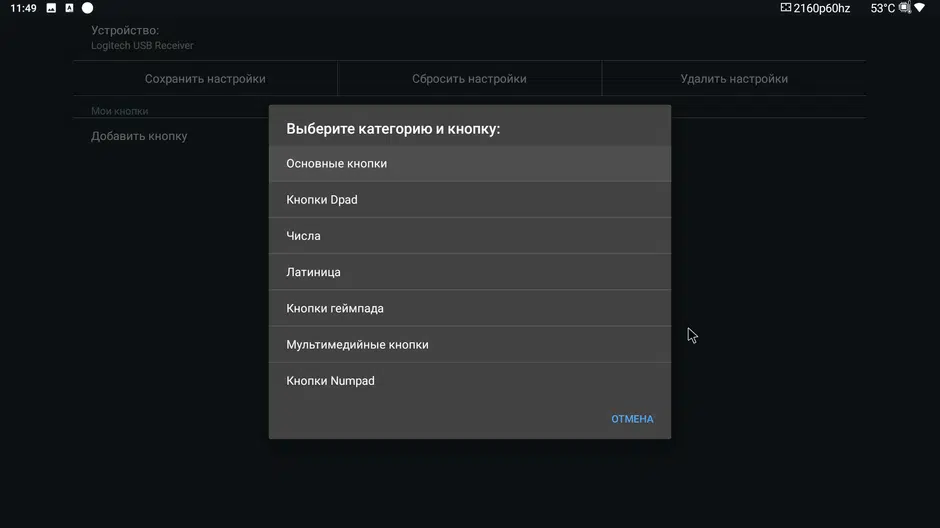 11:49
2160p60hz 53°C
Устройство:
Logitech USB Receiver
Сохранить настройки
Сбросить настройки
Удалить настройки
Мои кнопки
Добавить кнопку
Выберите категорию и кнопку:
Основные кнопки
Кнопки Dpad
Числа
Латиница
Кнопки геймпада
Мультимедийные кнопки
Кнопки Numpad
ОТМЕНА